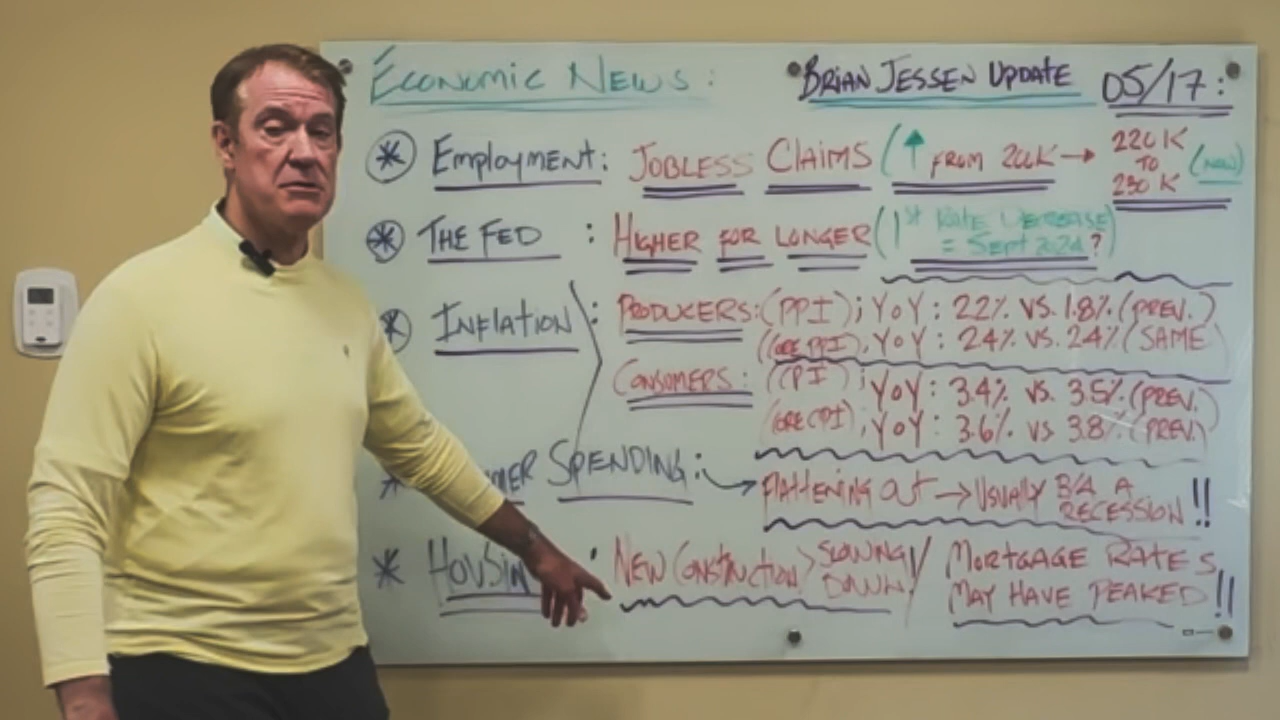 ECONOMIC NEWS: BRIAN JESSEN UPDATE 05/17:
* EMPLOYMENT: JOBLESS CLAIMS (↑ FROM 200K → 220K TO 230K (NOW)
* THE FED : HIGHER FOR LONGER (1st RATE DECREASE = SEPT 2024?)
* INFLATION : PRODUCERS: (PPI); YOY: 2.2% VS. 1.8% (PREV.)
(CORE PPI), YOY: 2.4% VS. 2.4% (SAME
CONSUMERS: (CPI); YOY: 3.4% VS. 3.5% (PREV.)
(CORE CPI), YOY: 3.6% VS 3.8% (PREV.)
* MER SPENDING: → FLATTENING OUT → USUALLY B/4 A RECESSION!!
* HOUSIN : NEW CONSTRUCTION > SLOWING DOWN! / MORTGAGE RATES MAY HAVE PEAKED!!